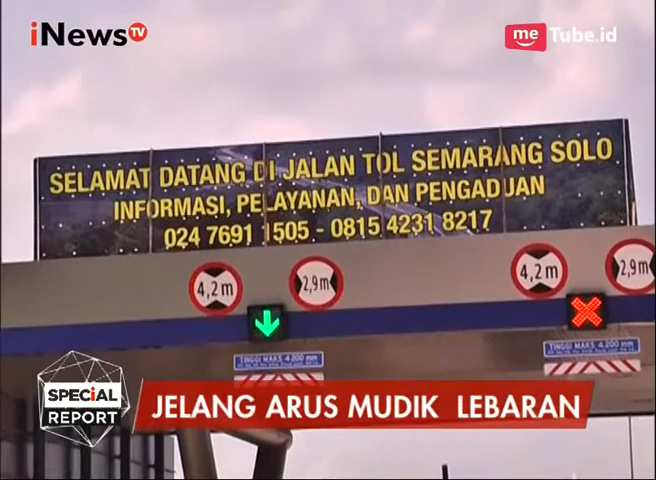 iNews TV
me Tube.id
SELAMAT DATANG DI JALAN TOL SEMARANG SOLO
INFORMASI, PELAYANAN, DAN PENGADUAN
024 7691 1505 - 0815 4231 8217
4,2 m
2,9m
4,2 m
2,9m
TINGGI MAKS 4.200 mm
TINGGI MAKS 4.200 mm
SPECiAL
REPORT
JELANG ARUS MUDIK LEBARAN